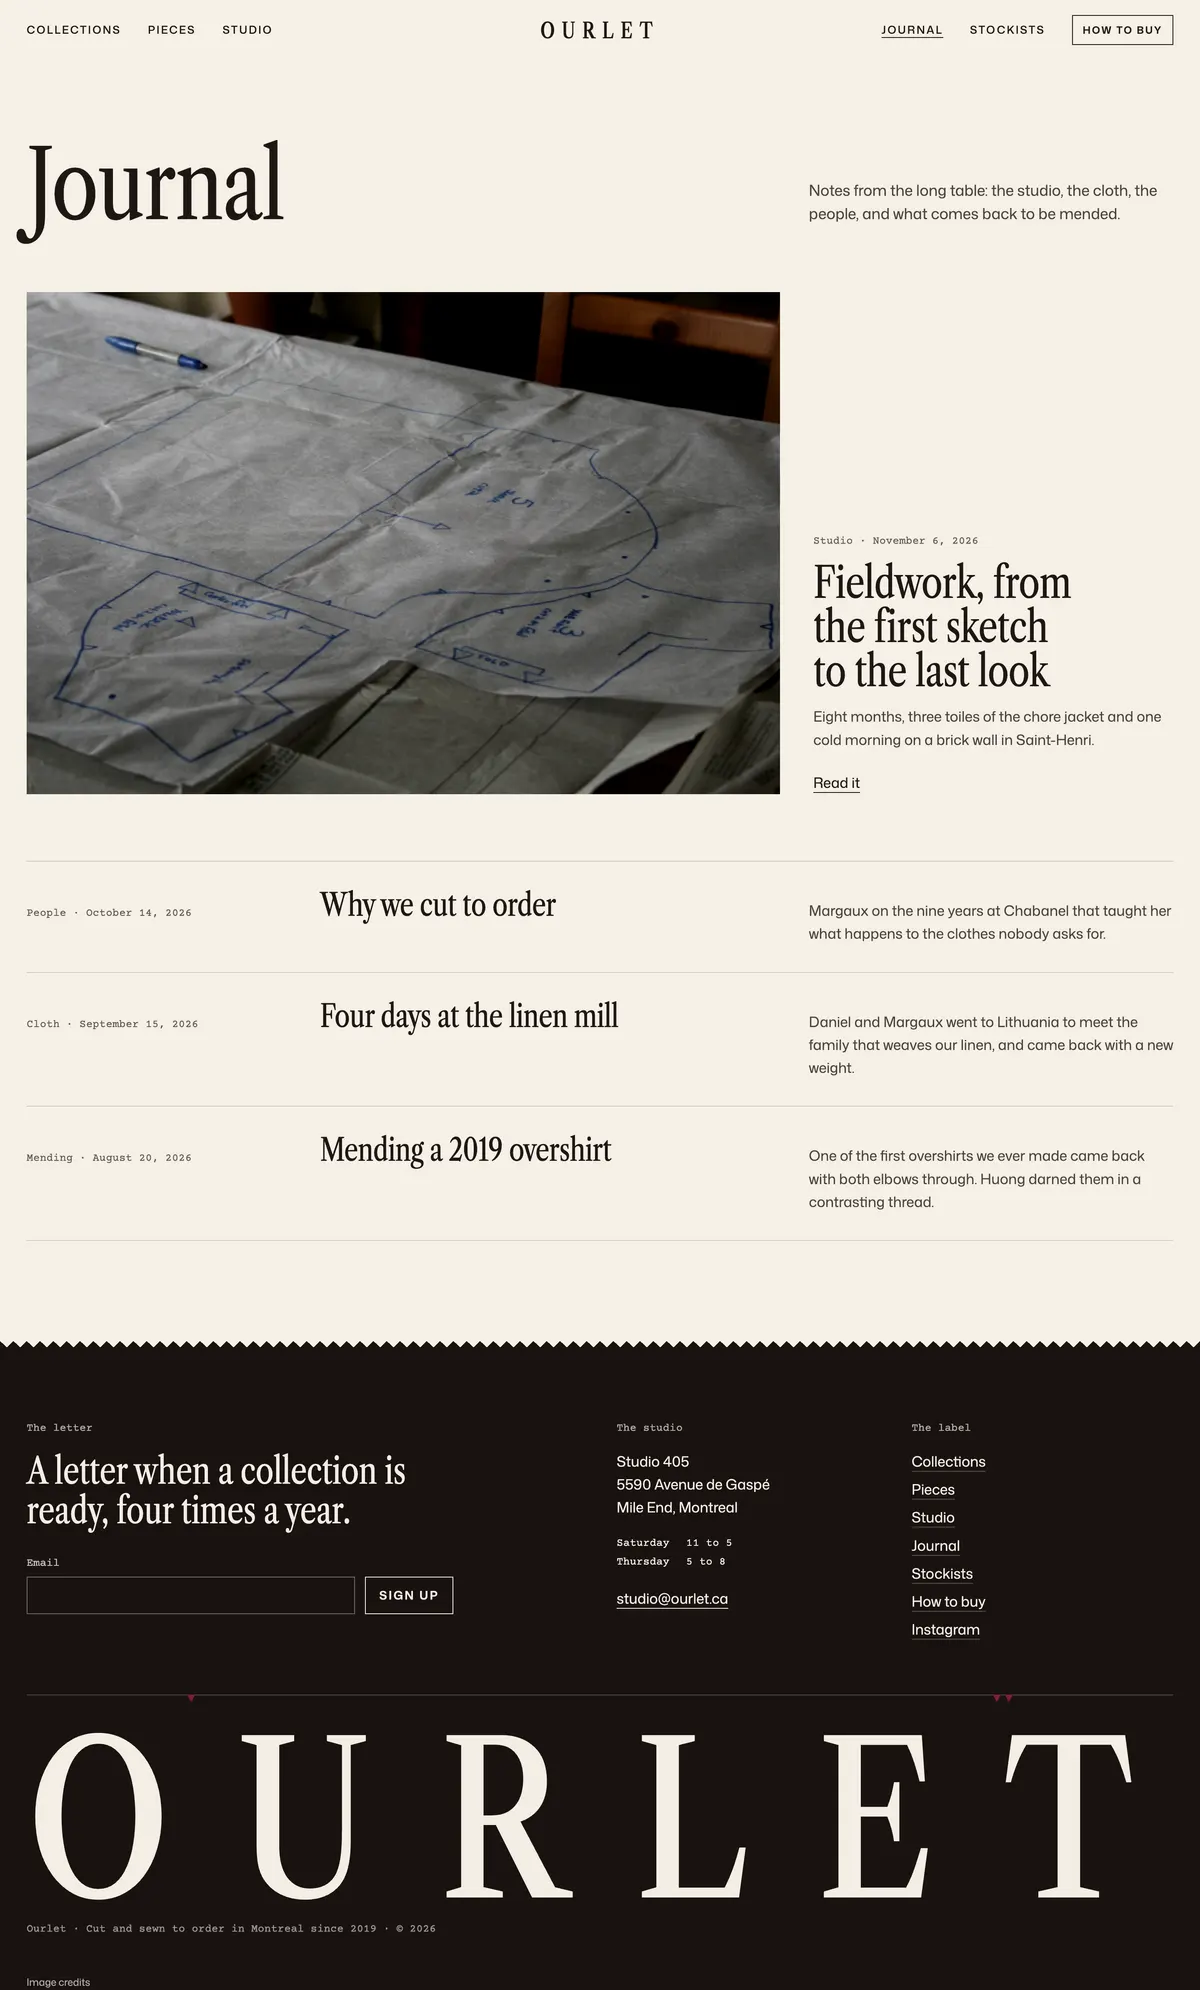 COLLECTIONS PIECES STUDIO
OURLET
JOURNAL STOCKISTS HOW TO BUY
Journal
Notes from the long table: the studio, the cloth, the
people, and what comes back to be mended.
Studio · November 6, 2026
Fieldwork, from
the first sketch
to the last look
Eight months, three toiles of the chore jacket and one
cold morning on a brick wall in Saint-Henri.
Read it
People · October 14, 2026
Why we cut to order
Margaux on the nine years at Chabanel that taught her
what happens to the clothes nobody asks for.
Cloth · September 15, 2026
Four days at the linen mill
Daniel and Margaux went to Lithuania to meet the
family that weaves our linen, and came back with a new
weight.
Mending · August 20, 2026
Mending a 2019 overshirt
One of the first overshirts we ever made came back
with both elbows through. Huong darned them in a
contrasting thread.
The letter
A letter when a collection is
ready, four times a year.
Email
SIGN UP
The studio
Studio 405
5590 Avenue de Gaspé
Mile End, Montreal
Saturday 11 to 5
Thursday 5 to 8
studio@ourlet.ca
The label
Collections
Pieces
Studio
Journal
Stockists
How to buy
Instagram
OURLET
Ourlet · Cut and sewn to order in Montreal since 2019 · © 2026
Image credits